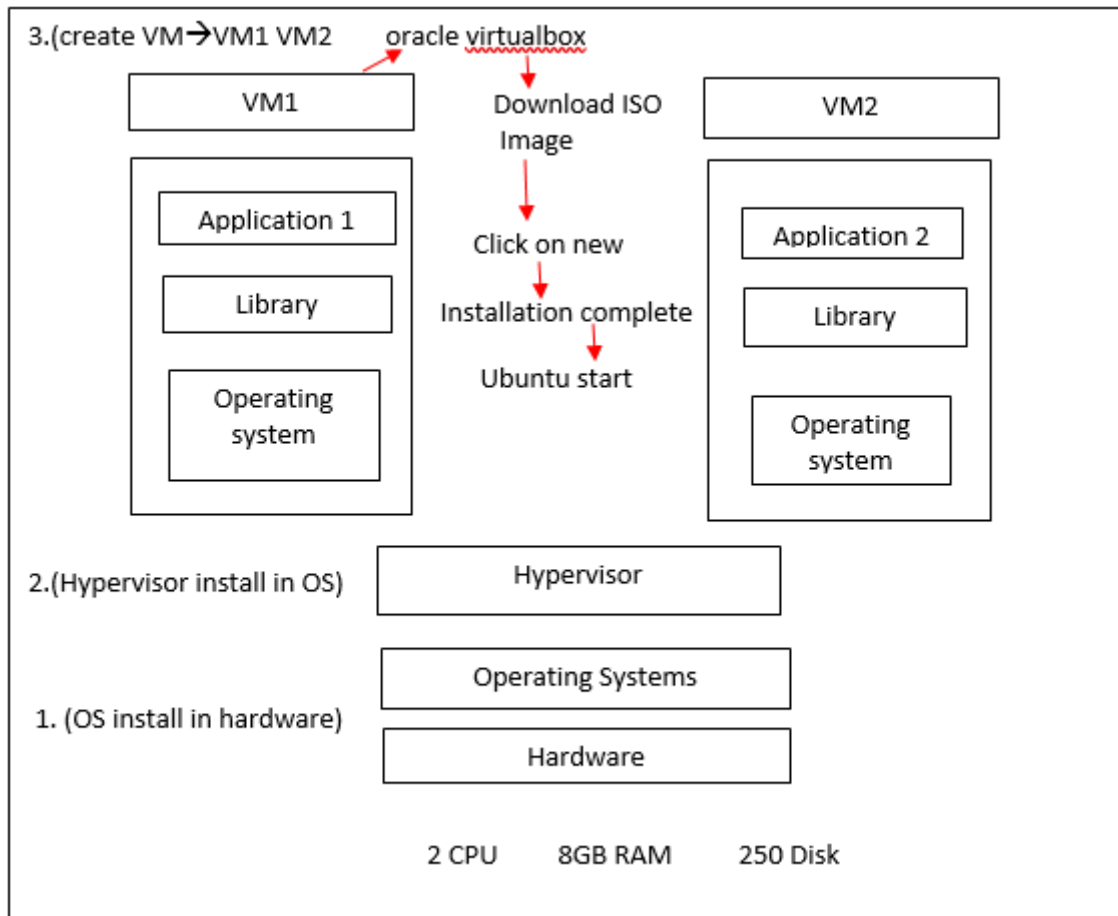 3.(create VM→VM1 VM2 oracle virtualbox
VM1
Download ISO
Image
VM2
Application 1
Application 2
Click on new
Library
Installation complete
Library
Ubuntu start
Operating
system
Operating
system
2.(Hypervisor install in OS)
Hypervisor
Operating Systems
1. (OS install in hardware)
Hardware
2 CPU 8GB RAM 250 Disk